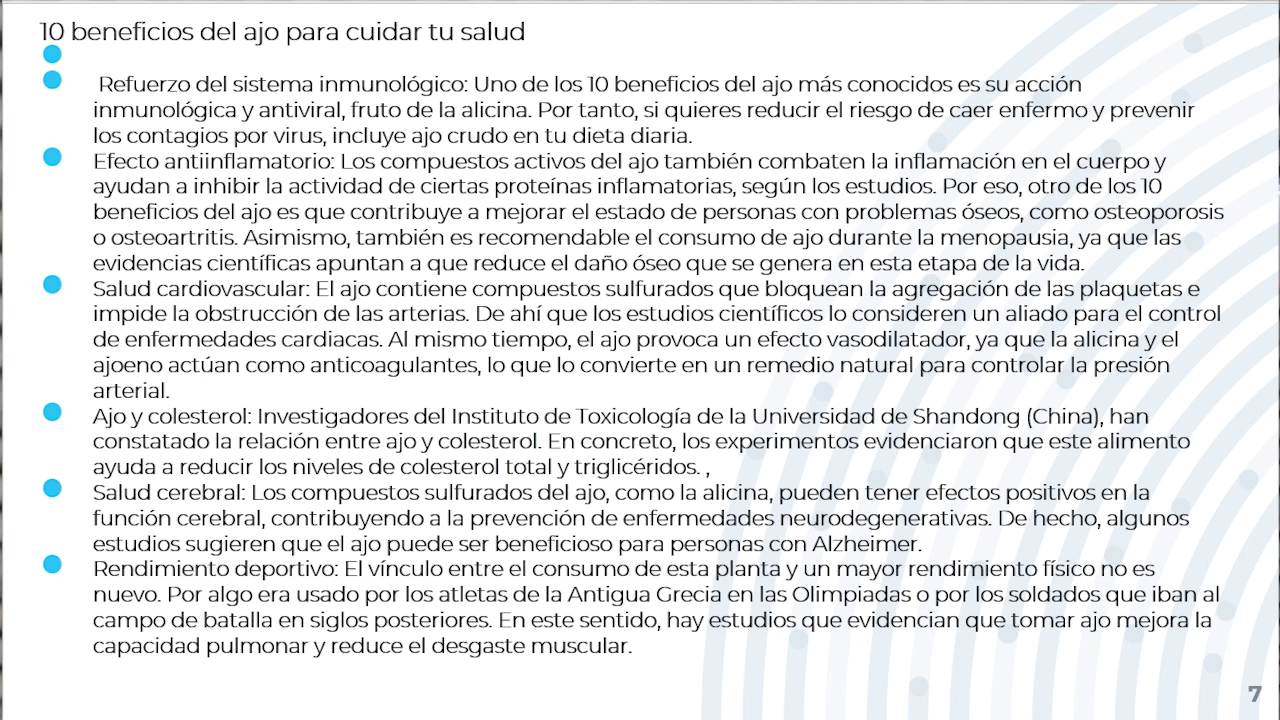 10 beneficios del ajo para cuidar tu salud
Refuerzo del sistema inmunológico: Uno de los 10 beneficios del ajo más conocidos es su acción
inmunológica y antiviral, fruto de la alicina. Por tanto, si quieres reducir el riesgo de caer enfermo y prevenir
los contagios por virus, incluye ajo crudo en tu dieta diaria.
Efecto antiinflamatorio: Los compuestos activos del ajo también combaten la inflamación en el cuerpo y
ayudan a inhibir la actividad de ciertas proteínas inflamatorias, según los estudios. Por eso, otro de los 10
beneficios del ajo es que contribuye a mejorar el estado de personas con problemas óseos, como osteoporosis
o osteoartritis. Asimismo, también es recomendable el consumo de ajo durante la menopausia, ya que las
evidencias científicas apuntan a que reduce el daño óseo que se genera en esta etapa de la vida.
Salud cardiovascular: El ajo contiene compuestos sulfurados que bloquean la agregación de las plaquetas e
impide la obstrucción de las arterias. De ahí que los estudios científicos lo consideren un aliado para el control
de enfermedades cardiacas. Al mismo tiempo, el ajo provoca un efecto vasodilatador, ya que la alicina y el
ajoeno actúan como anticoagulantes, lo que lo convierte en un remedio natural para controlar la presión
arterial.
Ajo y colesterol: Investigadores del Instituto de Toxicología de la Universidad de Shandong (China), han
constatado la relación entre ajo y colesterol. En concreto, los experimentos evidenciaron que este alimento
ayuda a reducir los niveles de colesterol total y triglicéridos. ,
Salud cerebral: Los compuestos sulfurados del ajo, como la alicina, pueden tener efectos positivos en la
función cerebral, contribuyendo a la prevención de enfermedades neurodegenerativas. De hecho, algunos
estudios sugieren que el ajo puede ser beneficioso para personas con Alzheimer.
Rendimiento deportivo: El vínculo entre el consumo de esta planta y un mayor rendimiento físico no es
nuevo. Por algo era usado por los atletas de la Antigua Grecia en las Olimpiadas o por los soldados que iban al
campo de batalla en siglos posteriores. En este sentido, hay estudios que evidencian que tomar ajo mejora la
capacidad pulmonar y reduce el desgaste muscular.
7